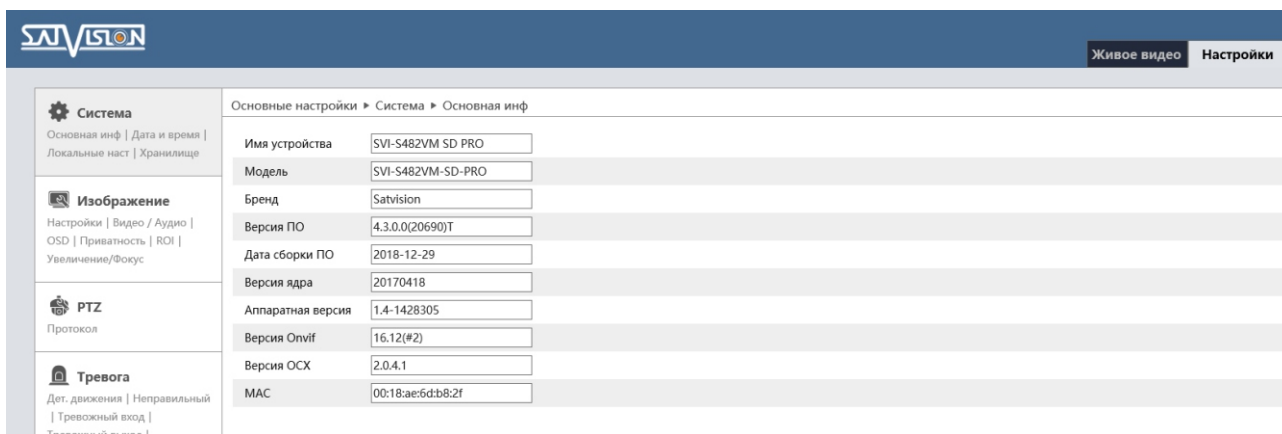 SATVISION
Живое видео
Настройки
Система
Основная инф | Дата и время |
Локальные наст | Хранилище
Изображение
Настройки | Видео / Аудио |
OSD | Приватность | ROI |
Увеличение/Фокус
PTZ
Протокол
Тревога
Дет. движения | Неправильный
| Тревожный вход |
Основные настройки ▶ Система ▶ Основная инф
Имя устройства SVI-S482VM SD PRO
Модель SVI-S482VM-SD-PRO
Бренд Satvision
Версия ПО 4.3.0.0(20690)T
Дата сборки ПО 2018-12-29
Версия ядра 20170418
Аппаратная версия 1.4-1428305
Версия Onvif 16.12(#2)
Версия OCX 2.0.4.1
MAC 00:18:ae:6d:b8:2f